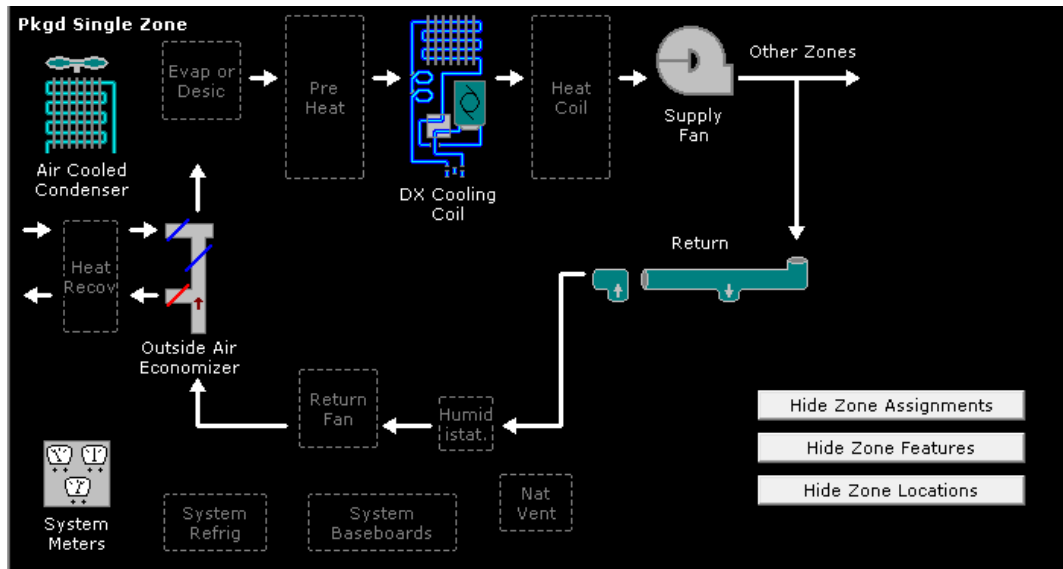 Pkgd Single Zone
Evap or
Desic
Pre
Heat
Heat
Coil
Other Zones
Supply
Fan
Air Cooled
Condenser
DX Cooling
Coil
Return
Heat
Recov
Outside Air
Economizer
Return
Fan
Humid
istat.
Hide Zone Assignments
Hide Zone Features
Hide Zone Locations
System
Meters
System
Refrig
System
Baseboards
Nat
Vent